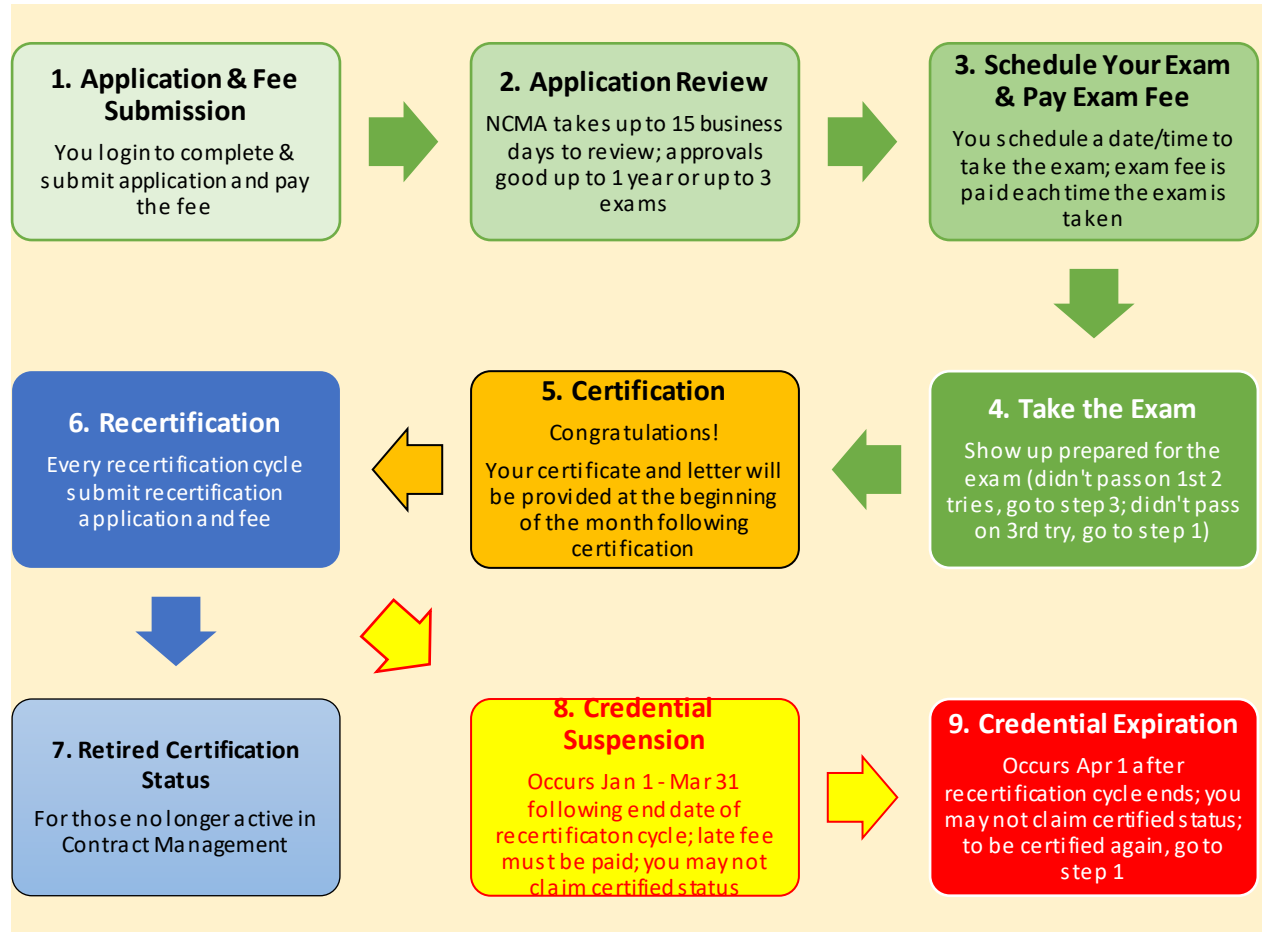 1. Application & Fee
Submission
You login to complete &
submit application and pay
the fee
2. Application Review
NCMA takes up to 15 business
days to review; approvals
good up to 1 year or up to 3
exams
3. Schedule Your Exam
& Pay Exam Fee
You schedule a date/time to
take the exam; exam fee is
paid each time the exam is
taken
4. Take the Exam
Show up prepared for the
exam (didn't pass on 1st 2
tries, go to step 3; didn't pass
on 3rd try, go to step 1)
5. Certification
Congratulations!
Your certificate and letter will
be provided at the beginning
of the month following
certification
6. Recertification
Every recertification cycle
submit recertification
application and fee
7. Retired Certification
Status
For those no longer active in
Contract Management
8. Credential
Suspension
Occurs Jan 1 - Mar 31
following end date of
recertificaton cycle; late fee
must be paid; you may not
claim certified status
9. Credential Expiration
Occurs Apr 1 after
recertification cycle ends; you
may not claim certified status;
to be certified again, go to
step 1